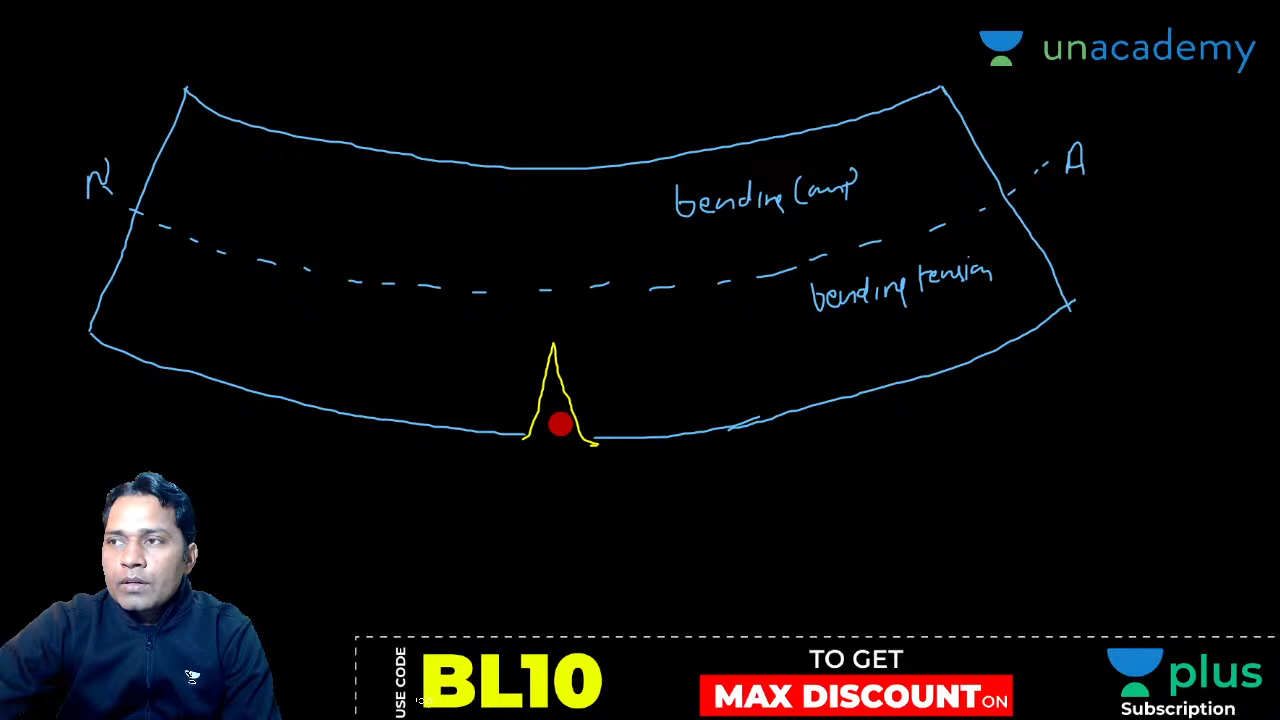 unacademy
N
A
bending comp
bending tension
USE CODE
BL10
TO GET
MAX DISCOUNT ON
plus
Subscription